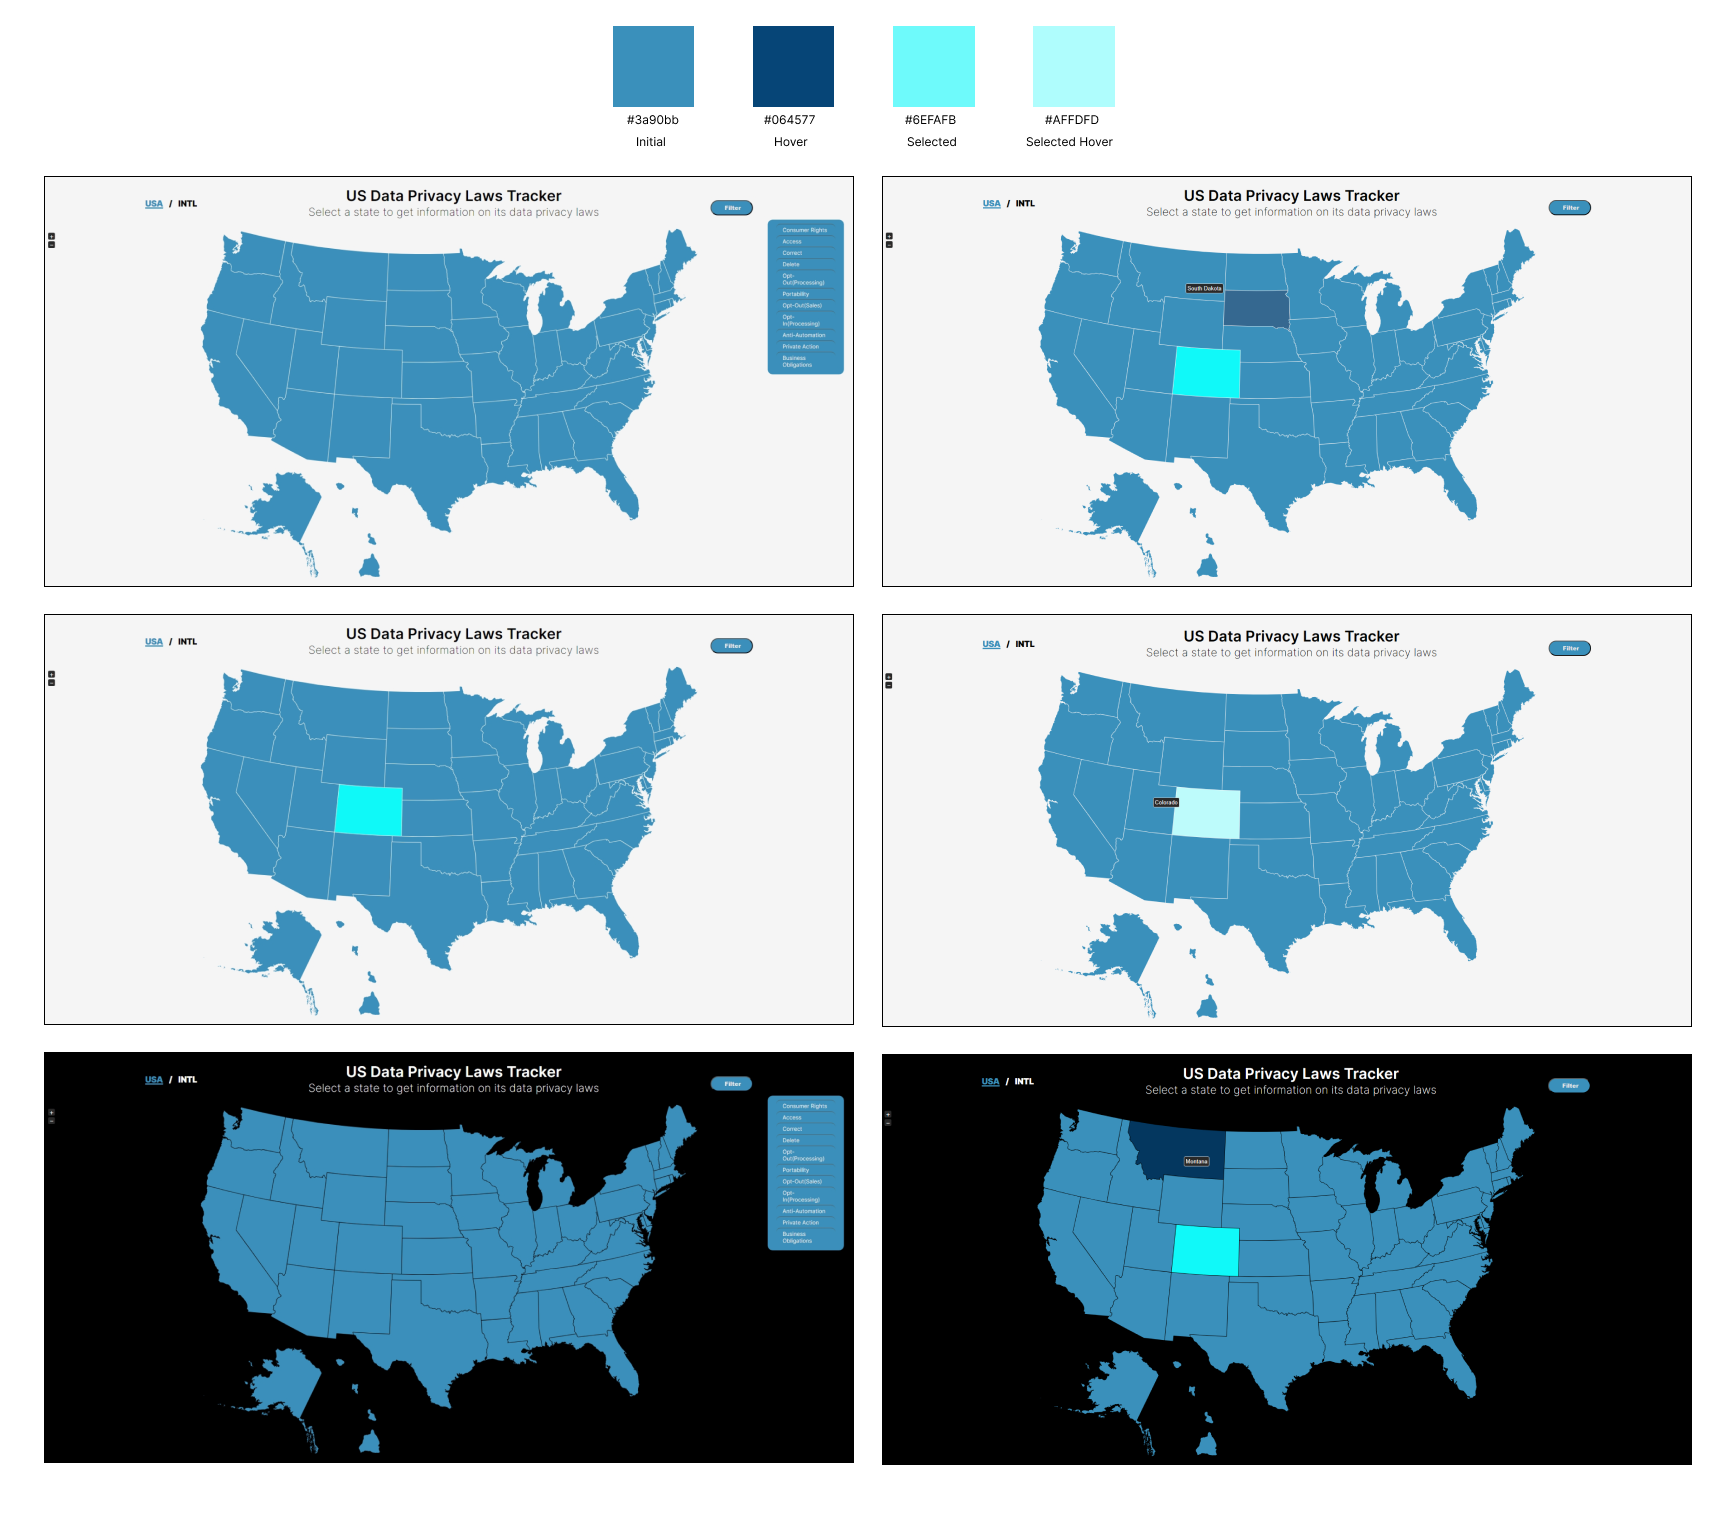 #3a90bb
#064577
#6EFAFB
#AFFDFD
Initial
Hover
Selected
Selected Hover
US Data Privacy Laws Tracker
Select a state to get information on its data privacy laws
USA / INTL
Filter
+
−
Consumer Rights
Access
Correct
Delete
Opt-
Out(Processing)
Portability
Opt-Out(Sales)
Opt-
In(Processing)
Anti-Automation
Private Action
Business
Obligations
US Data Privacy Laws Tracker
Select a state to get information on its data privacy laws
USA / INTL
Filter
+
−
South Dakota
US Data Privacy Laws Tracker
Select a state to get information on its data privacy laws
USA / INTL
Filter
+
−
US Data Privacy Laws Tracker
Select a state to get information on its data privacy laws
USA / INTL
Filter
+
−
Colorado
US Data Privacy Laws Tracker
Select a state to get information on its data privacy laws
USA / INTL
Filter
+
−
Consumer Rights
Access
Correct
Delete
Opt-
Out(Processing)
Portability
Opt-Out(Sales)
Opt-
In(Processing)
Anti-Automation
Private Action
Business
Obligations
US Data Privacy Laws Tracker
Select a state to get information on its data privacy laws
USA / INTL
Filter
+
−
Montana